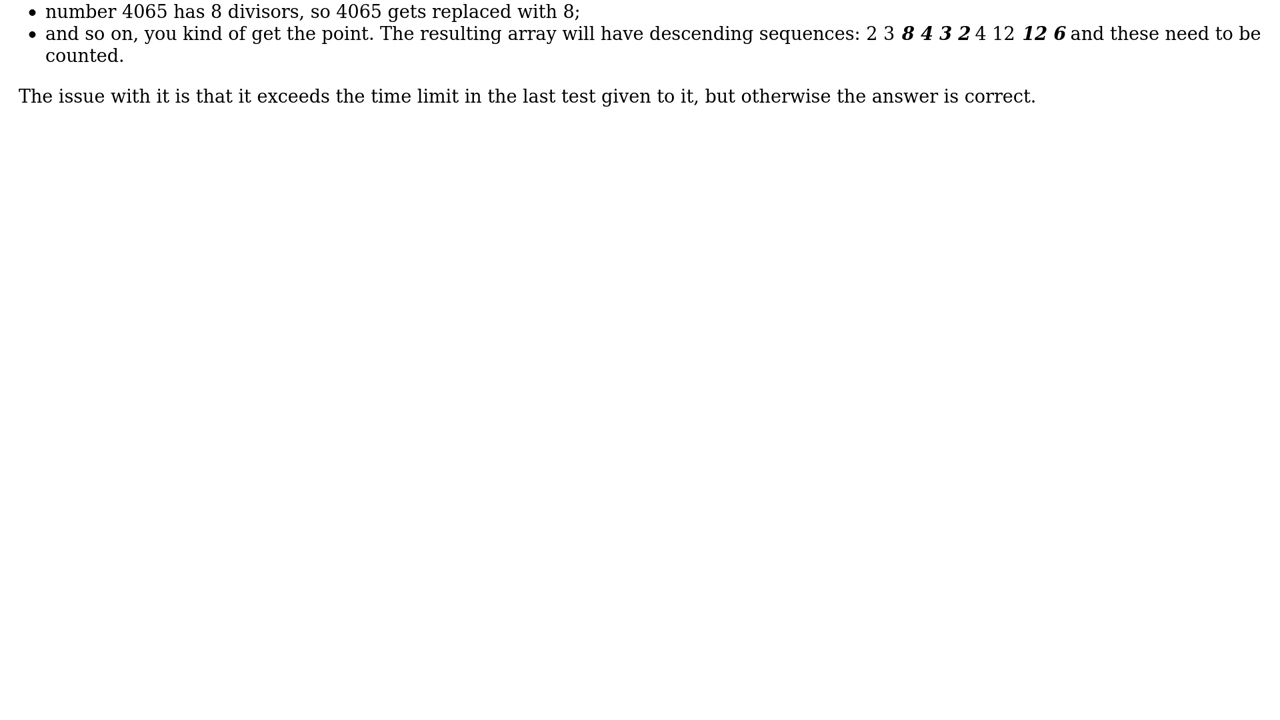 number 4065 has 8 divisors, so 4065 gets replaced with 8;
and so on, you kind of get the point. The resulting array will have descending sequences: 2 3 8 4 3 2 4 12 12 6 and these need to be
counted.
The issue with it is that it exceeds the time limit in the last test given to it, but otherwise the answer is correct.